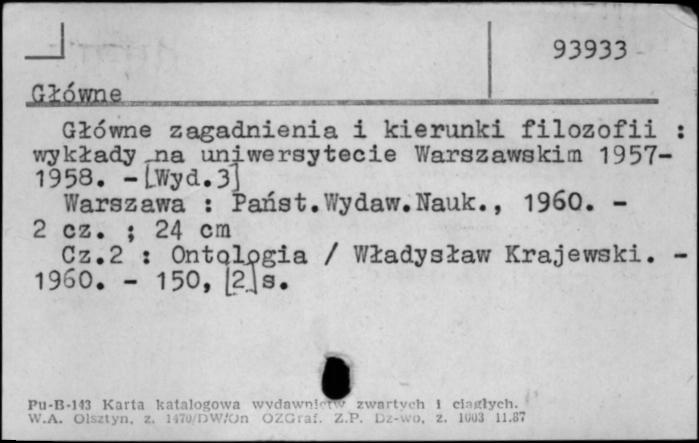 93933
Główne
Główne zagadnienia i kierunki filozofii :
wykłady na uniwersytecie Warszawskim 1957-
1958. - [Wyd.3]
Warszawa : Państ.Wydaw.Nauk., 1960. -
2 cz. ; 24 cm
Cz.2 : Ontologia / Władysław Krajewski. -
1960. - 150, [2] s.
Pu-B-143 Karta katalogowa wydawnictw zwartych i ciągłych.
W.A. Olsztyn, z. 1470/DW/On OZGraf. Z.P. Dz-wo, z. 1003 11.87